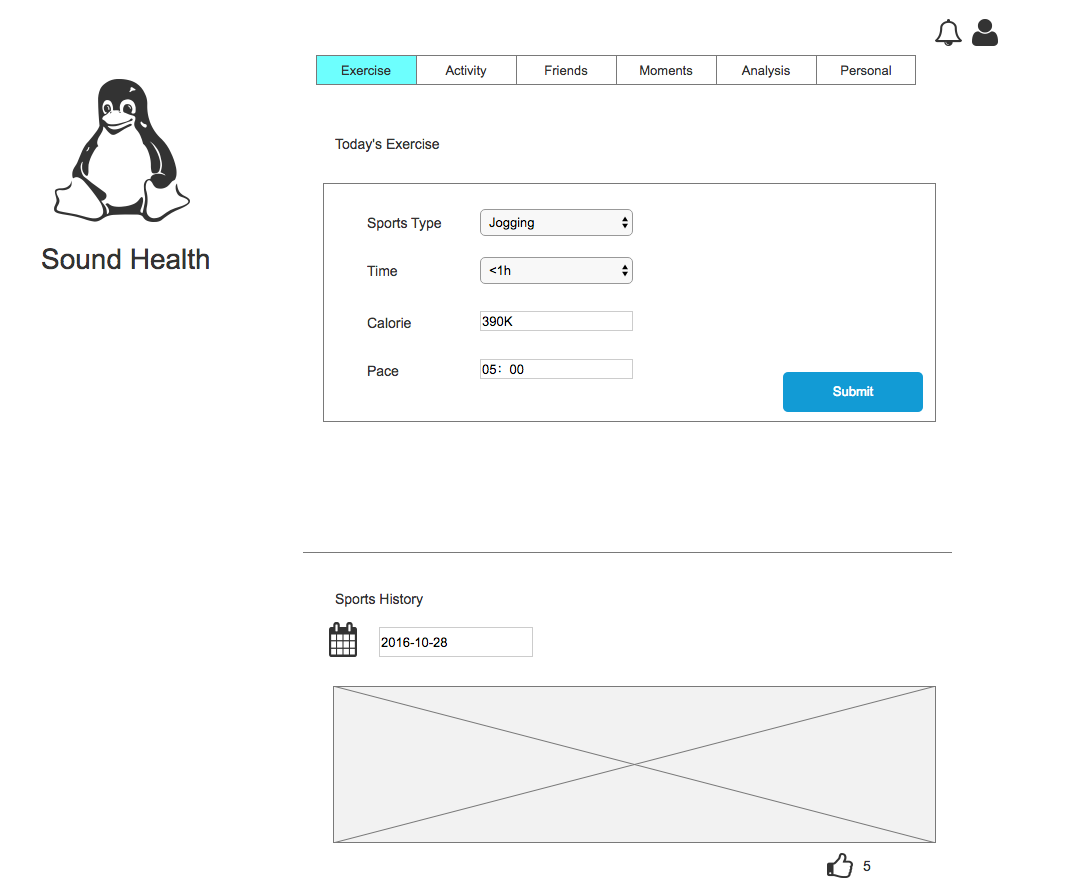 Exercise Activity Friends Moments Analysis Personal
Sound Health
Today's Exercise
Sports Type Jogging
Time <1h
Calorie 390K
Pace 05：00
Submit
Sports History
2016-10-28
5